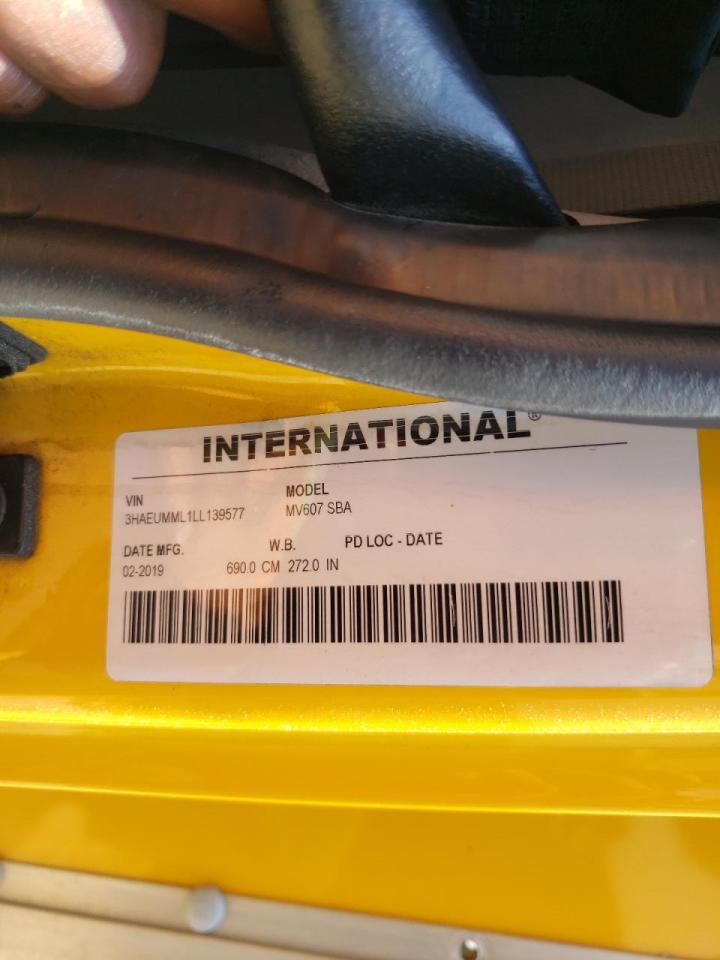 INTERNATIONAL®
VIN MODEL
3HAEUMML1LL139577 MV607 SBA
DATE MFG. W.B. PD LOC - DATE
02-2019 690.0 CM 272.0 IN